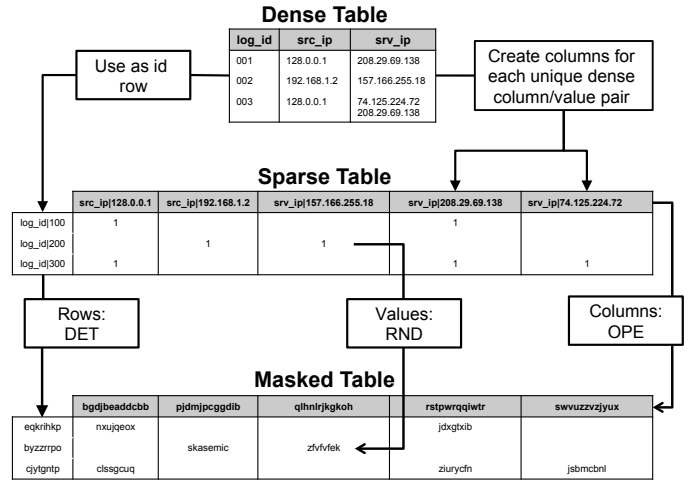 Dense Table
log_id src_ip srv_ip
001 128.0.0.1 208.29.69.138
002 192.168.1.2 157.166.255.18
003 128.0.0.1 74.125.224.72
208.29.69.138
Use as id
row
Create columns for
each unique dense
column/value pair
Sparse Table
src_ip|128.0.0.1 src_ip|192.168.1.2 srv_ip|157.166.255.18 srv_ip|208.29.69.138 srv_ip|74.125.224.72
log_id|100 1 1
log_id|200 1 1
log_id|300 1 1 1
Rows:
DET
Values:
RND
Columns:
OPE
Masked Table
bgdjbeaddcbb pjdmjpcggdib qlhnlrjkgkoh rstpwrqqiwtr swvuzzvzjyux
eqkrihkp nxujqeox jdxgtxib
byzzrrpo skasemic zfvfvfek
cjytgntp clssgcuq ziurycfn jsbmcbnl